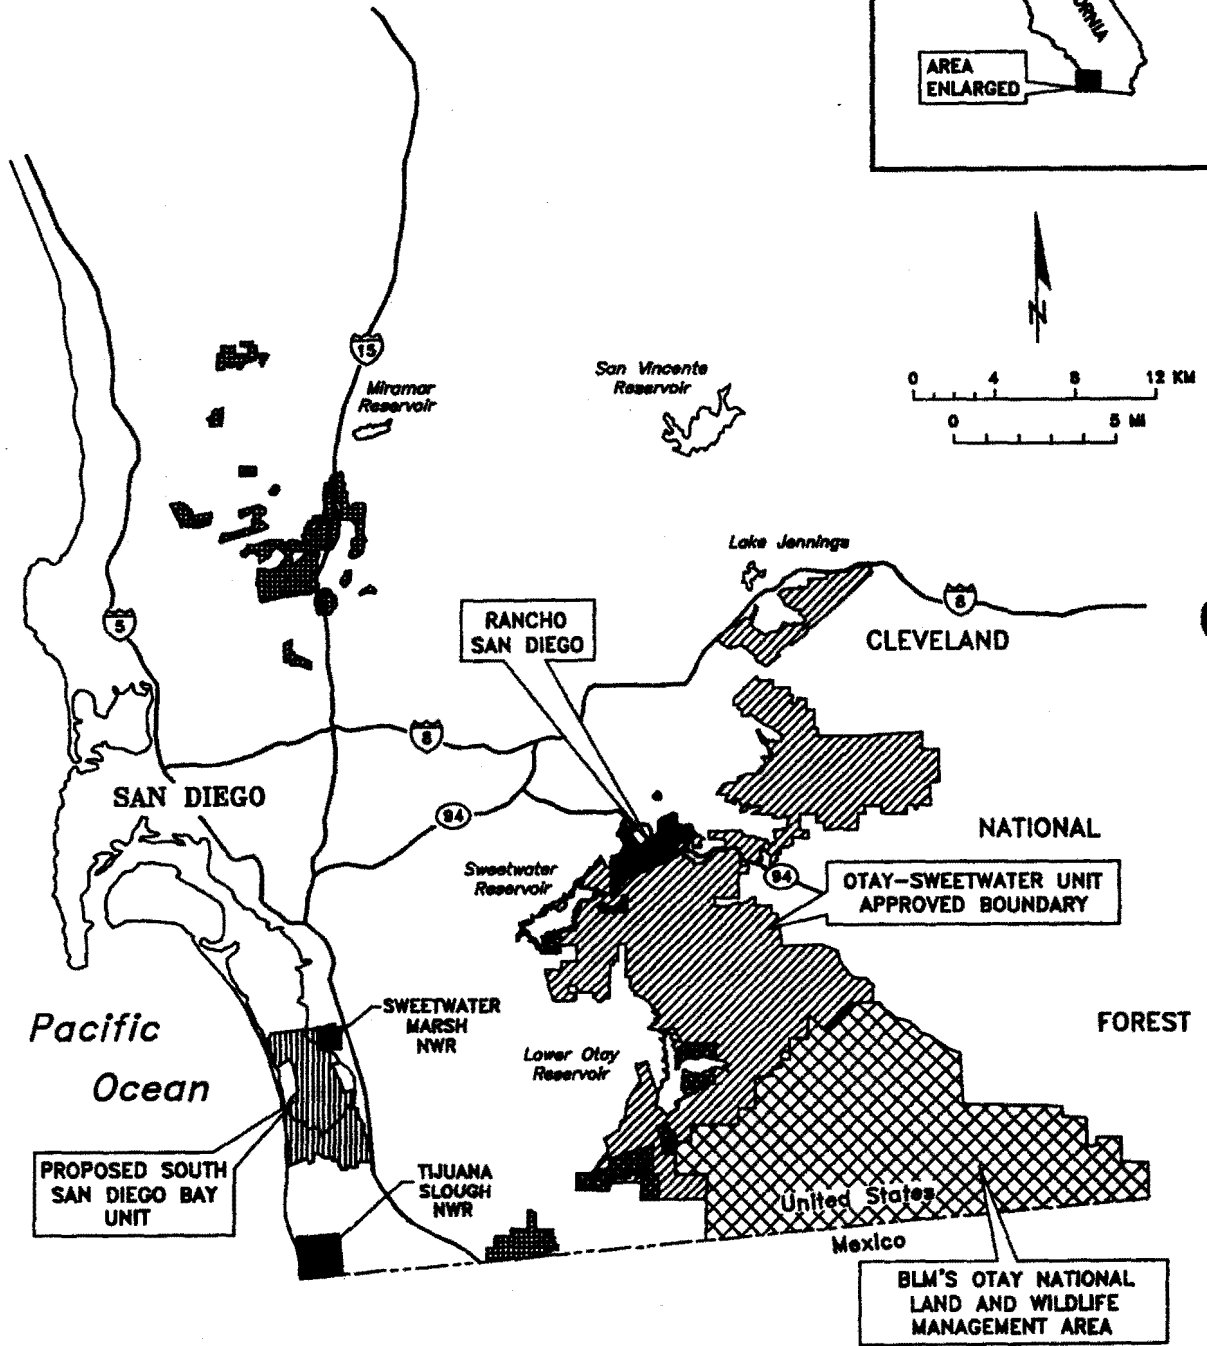 RNIA
AREA
ENLARGED
N
15
Miramar
Reservoir
San Vincente
Reservoir
0 4 8 12 KM
0 5 MI
Lake Jennings
5
8
CLEVELAND
RANCHO
SAN DIEGO
8
SAN DIEGO
94
NATIONAL
Sweetwater
Reservoir
94
OTAY-SWEETWATER UNIT
APPROVED BOUNDARY
SWEETWATER
MARSH
NWR
Pacific
Ocean
FOREST
Lower Otay
Reservoir
PROPOSED SOUTH
SAN DIEGO BAY
UNIT
TIJUANA
SLOUGH
NWR
United States
Mexico
BLM'S OTAY NATIONAL
LAND AND WILDLIFE
MANAGEMENT AREA